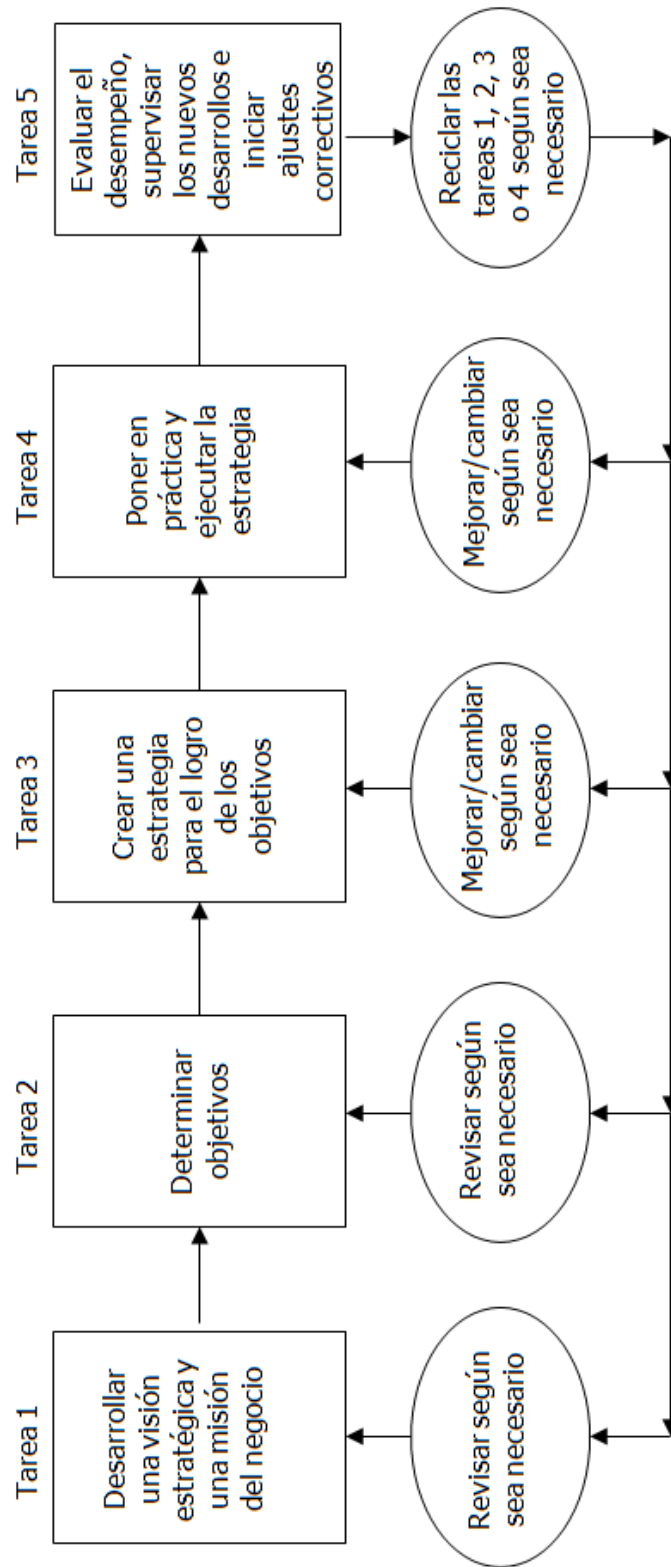 Tarea 1
Desarrollar
una visión
estratégica y
una misión
del negocio
Revisar según
sea necesario
Tarea 2
Determinar
objetivos
Revisar según
sea necesario
Tarea 3
Crear una
estrategia
para el logro
de los
objetivos
Mejorar/cambiar
según sea
necesario
Tarea 4
Poner en
práctica y
ejecutar la
estrategia
Mejorar/cambiar
según sea
necesario
Tarea 5
Evaluar el
desempeño,
supervisar
los nuevos
desarrollos e
iniciar
ajustes
correctivos
Reciclar las
tareas 1, 2, 3
o 4 según sea
necesario